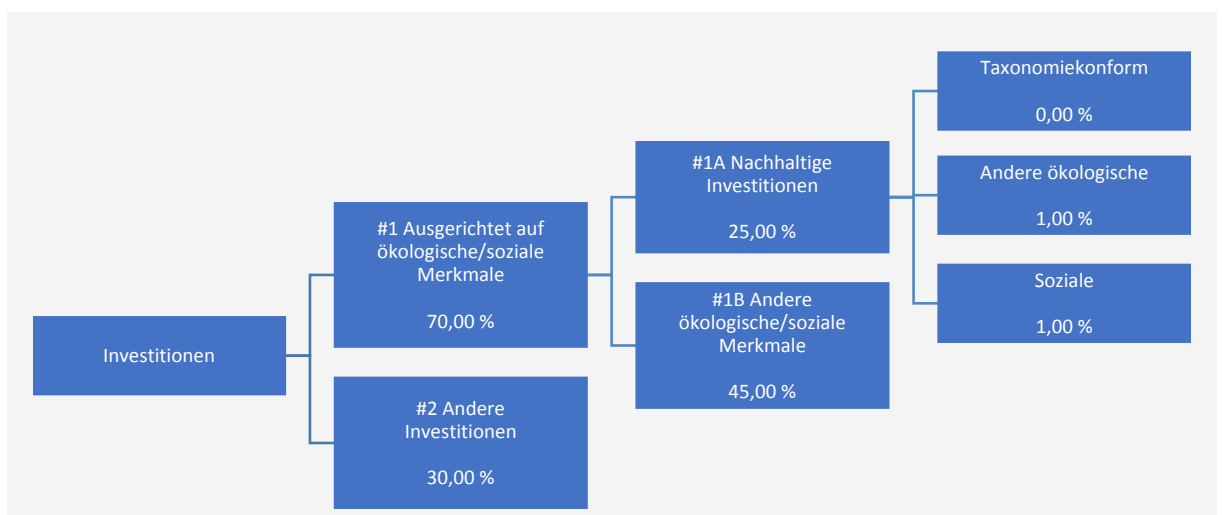 Investitionen
#1 Ausgerichtet auf
ökologische/soziale
Merkmale
70,00 %
#2 Andere
Investitionen
30,00 %
#1A Nachhaltige
Investitionen
25,00 %
#1B Andere
ökologische/soziale
Merkmale
45,00 %
Taxonomiekonform
0,00 %
Andere ökologische
1,00 %
Soziale
1,00 %